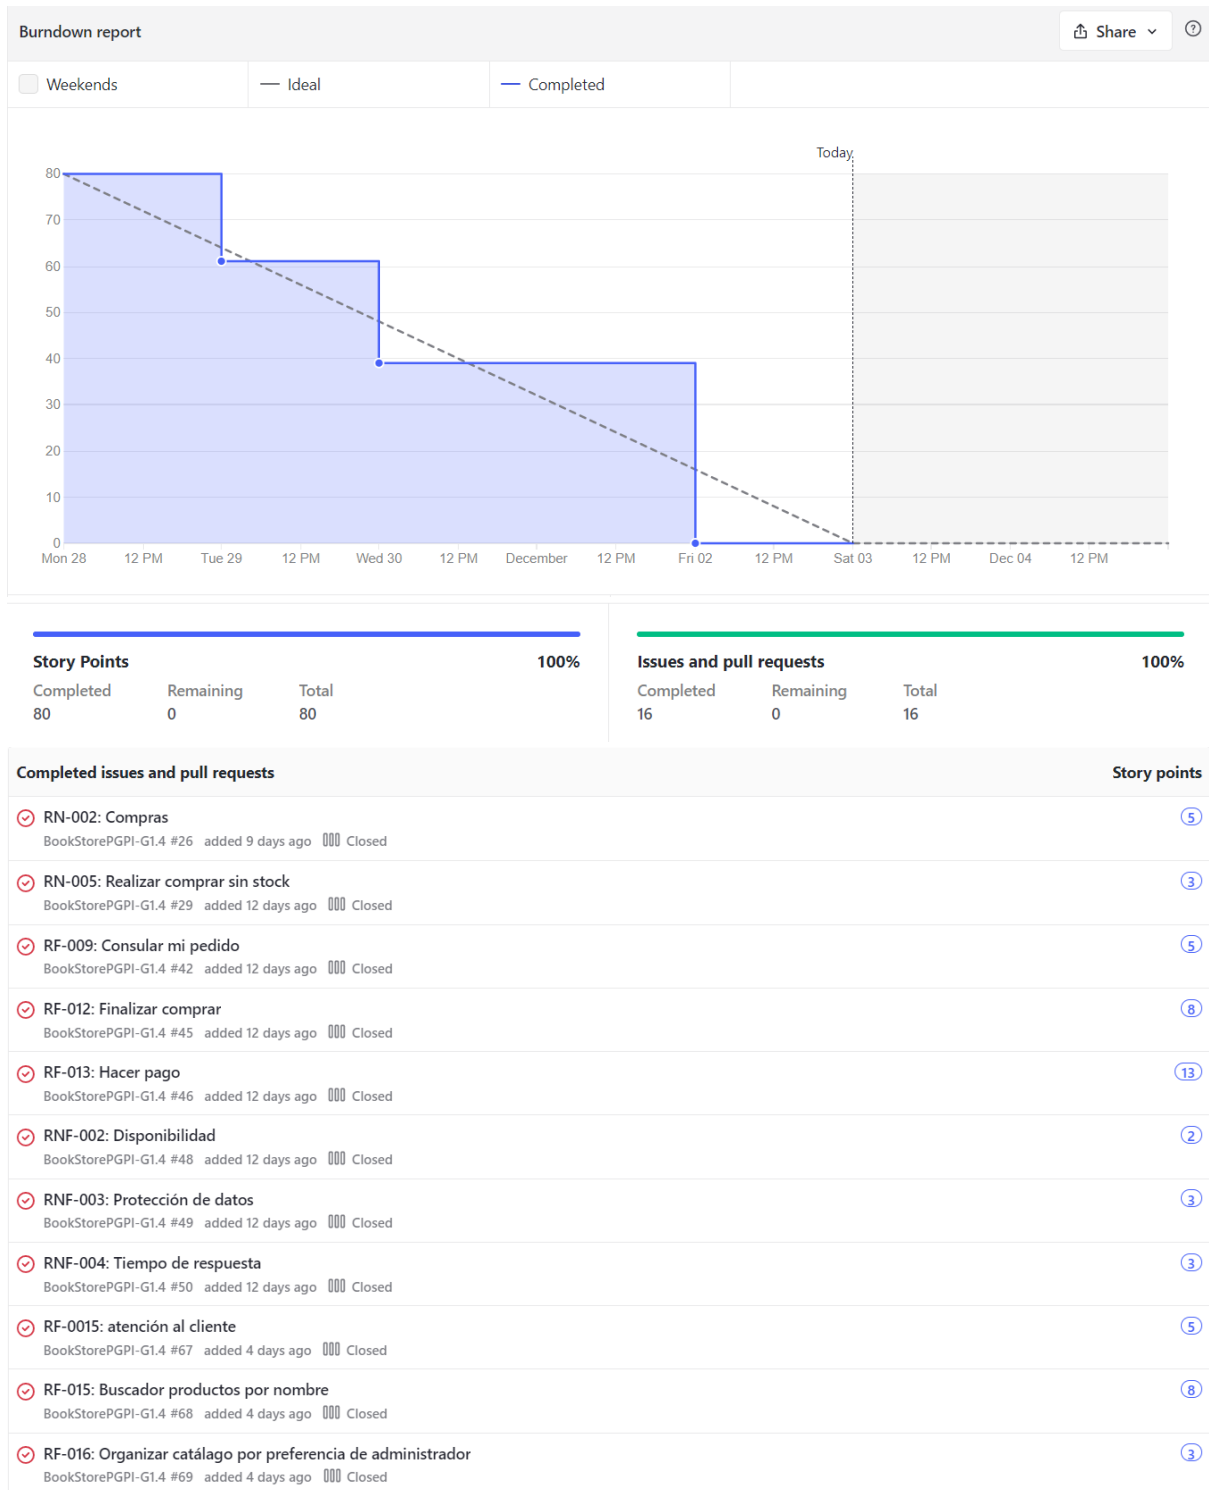 Burndown report
Share
Weekends
Ideal
Completed
Today
80
70
60
50
40
30
20
10
0
Mon 28 12 PM Tue 29 12 PM Wed 30 12 PM December 12 PM Fri 02 12 PM Sat 03 12 PM Dec 04 12 PM
Story Points 100%
Completed Remaining Total
80 0 80
Issues and pull requests 100%
Completed Remaining Total
16 0 16
Completed issues and pull requests Story points
RN-002: Compras 5
BookStorePGPI-G1.4 #26 added 9 days ago Closed
RN-005: Realizar comprar sin stock 3
BookStorePGPI-G1.4 #29 added 12 days ago Closed
RF-009: Consular mi pedido 5
BookStorePGPI-G1.4 #42 added 12 days ago Closed
RF-012: Finalizar comprar 8
BookStorePGPI-G1.4 #45 added 12 days ago Closed
RF-013: Hacer pago 13
BookStorePGPI-G1.4 #46 added 12 days ago Closed
RNF-002: Disponibilidad 2
BookStorePGPI-G1.4 #48 added 12 days ago Closed
RNF-003: Protección de datos 3
BookStorePGPI-G1.4 #49 added 12 days ago Closed
RNF-004: Tiempo de respuesta 3
BookStorePGPI-G1.4 #50 added 12 days ago Closed
RF-0015: atención al cliente 5
BookStorePGPI-G1.4 #67 added 4 days ago Closed
RF-015: Buscador productos por nombre 8
BookStorePGPI-G1.4 #68 added 4 days ago Closed
RF-016: Organizar catálago por preferencia de administrador 3
BookStorePGPI-G1.4 #69 added 4 days ago Closed